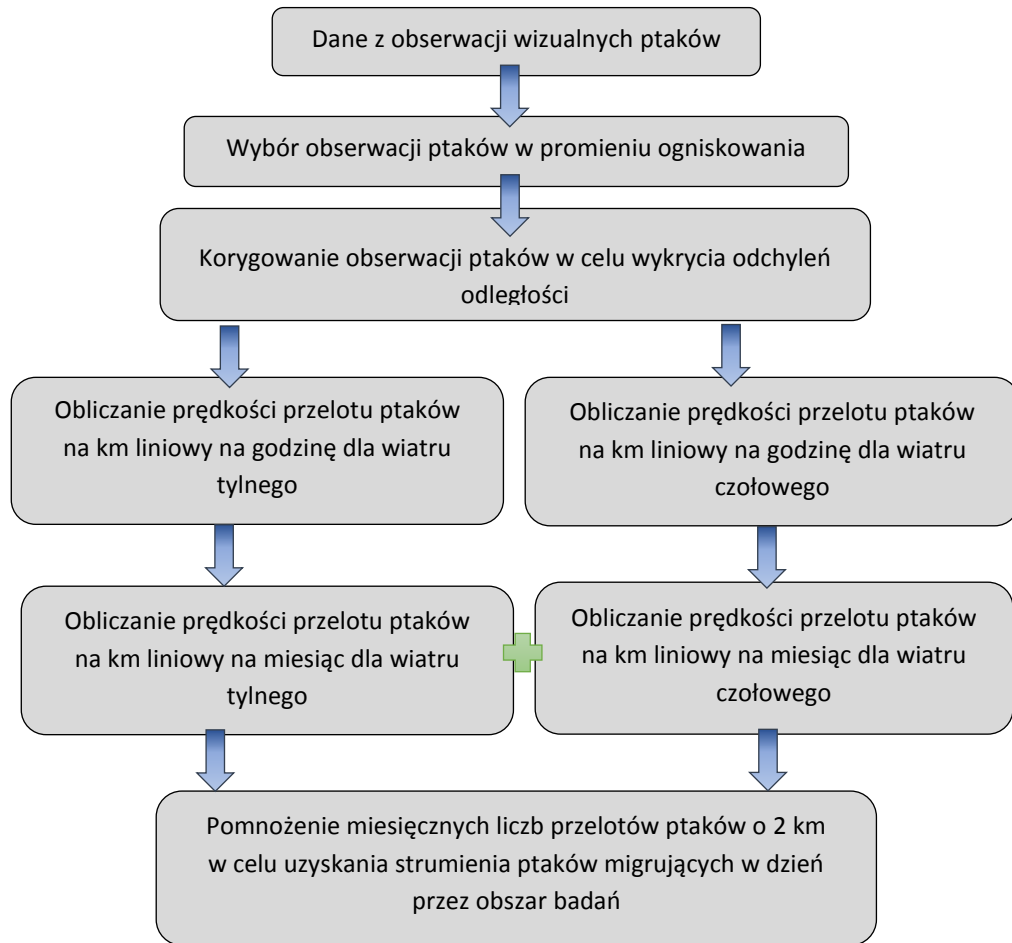 Dane z obserwacji wizualnych ptaków
Wybór obserwacji ptaków w promieniu ogniskowania
Korygowanie obserwacji ptaków w celu wykrycia odchyleń
odległości
Obliczanie prędkości przelotu ptaków
na km liniowy na godzinę dla wiatru
tylnego
Obliczanie prędkości przelotu ptaków
na km liniowy na godzinę dla wiatru
czołowego
Obliczanie prędkości przelotu ptaków
na km liniowy na miesiąc dla wiatru
tylnego
Obliczanie prędkości przelotu ptaków
na km liniowy na miesiąc dla wiatru
czołowego
Pomnożenie miesięcznych liczb przelotów ptaków o 2 km
w celu uzyskania strumienia ptaków migrujących w dzień
przez obszar badań